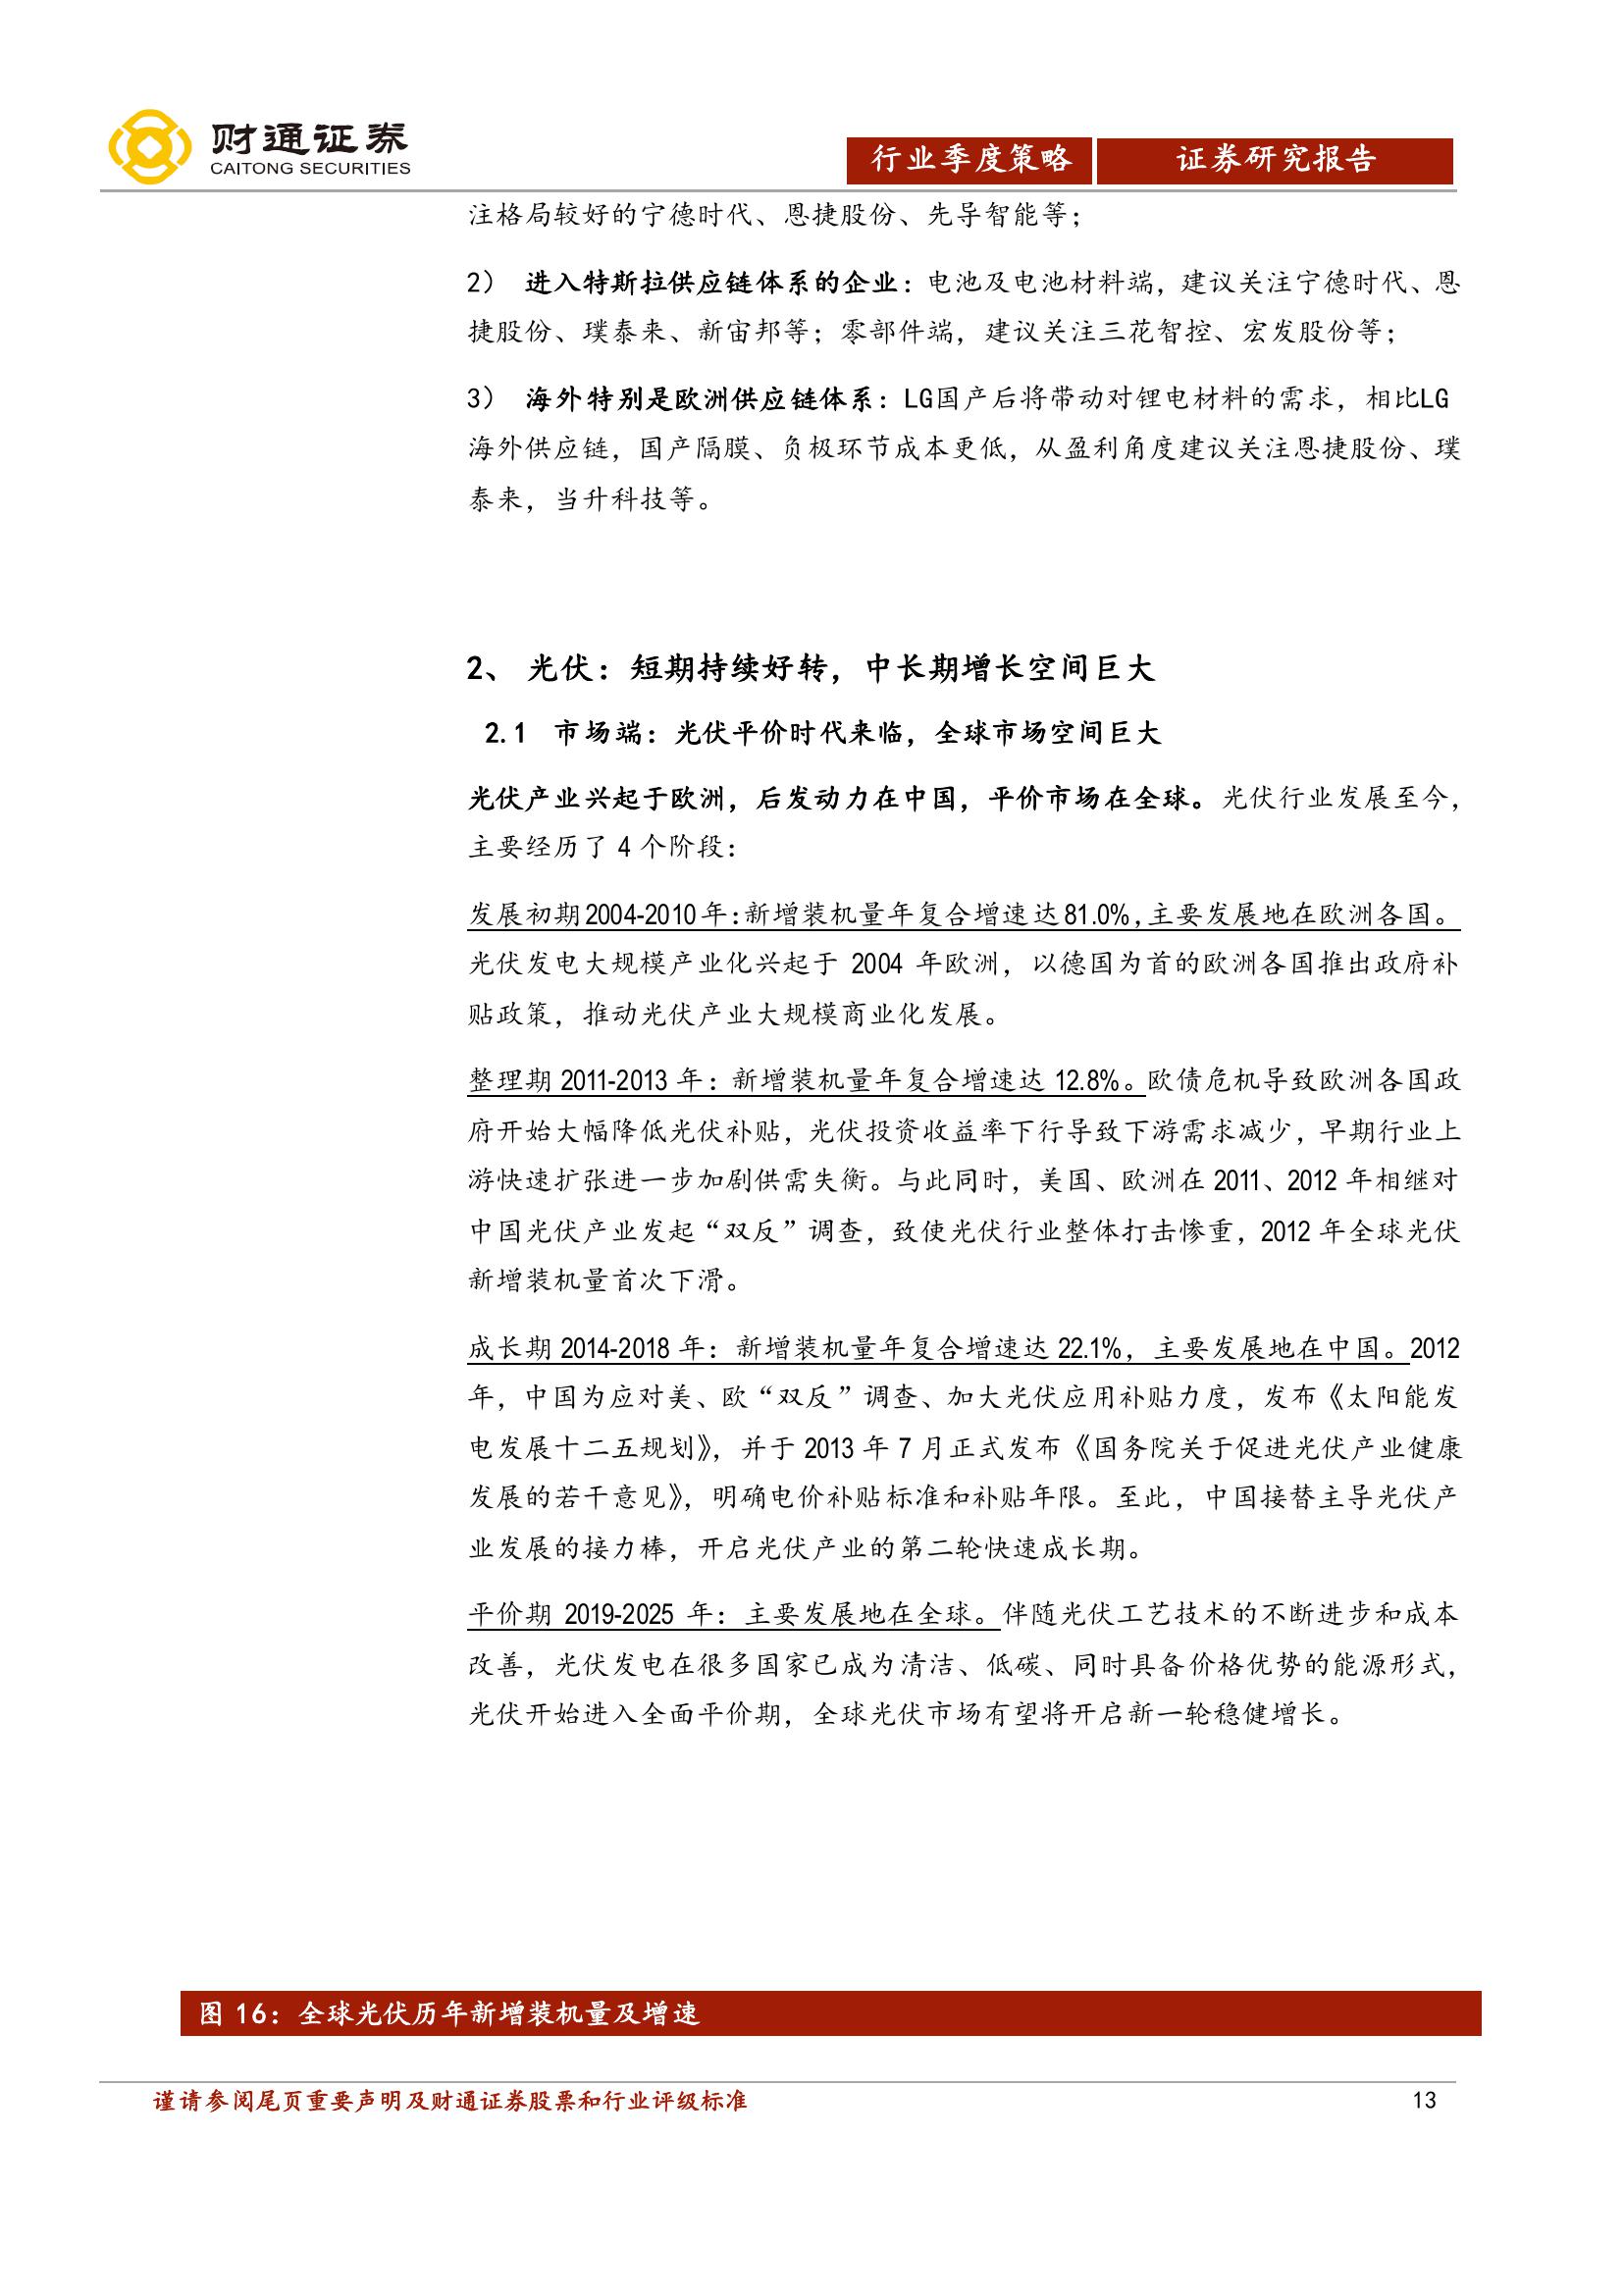 财通证券
CAITONG SECURITIES
行业季度策略 证券研究报告
注格局较好的宁德时代、恩捷股份、先导智能等；
2） 进入特斯拉供应链体系的企业：电池及电池材料端，建议关注宁德时代、恩
捷股份、璞泰来、新宙邦等；零部件端，建议关注三花智控、宏发股份等；
3） 海外特别是欧洲供应链体系：LG国产后将带动对锂电材料的需求，相比LG
海外供应链，国产隔膜、负极环节成本更低，从盈利角度建议关注恩捷股份、璞
泰来，当升科技等。
2、 光伏：短期持续好转，中长期增长空间巨大
2.1 市场端：光伏平价时代来临，全球市场空间巨大
光伏产业兴起于欧洲，后发动力在中国，平价市场在全球。光伏行业发展至今，
主要经历了 4 个阶段：
发展初期2004-2010年：新增装机量年复合增速达81.0%，主要发展地在欧洲各国。
光伏发电大规模产业化兴起于 2004 年欧洲，以德国为首的欧洲各国推出政府补
贴政策，推动光伏产业大规模商业化发展。
整理期 2011-2013 年：新增装机量年复合增速达 12.8%。欧债危机导致欧洲各国政
府开始大幅降低光伏补贴，光伏投资收益率下行导致下游需求减少，早期行业上
游快速扩张进一步加剧供需失衡。与此同时，美国、欧洲在 2011、2012 年相继对
中国光伏产业发起“双反”调查，致使光伏行业整体打击惨重，2012 年全球光伏
新增装机量首次下滑。
成长期 2014-2018 年：新增装机量年复合增速达 22.1%，主要发展地在中国。2012
年，中国为应对美、欧“双反”调查、加大光伏应用补贴力度，发布《太阳能发
电发展十二五规划》，并于 2013 年 7 月正式发布《国务院关于促进光伏产业健康
发展的若干意见》，明确电价补贴标准和补贴年限。至此，中国接替主导光伏产
业发展的接力棒，开启光伏产业的第二轮快速成长期。
平价期 2019-2025 年：主要发展地在全球。伴随光伏工艺技术的不断进步和成本
改善，光伏发电在很多国家已成为清洁、低碳、同时具备价格优势的能源形式，
光伏开始进入全面平价期，全球光伏市场有望将开启新一轮稳健增长。
图 16：全球光伏历年新增装机量及增速
谨请参阅尾页重要声明及财通证券股票和行业评级标准 13